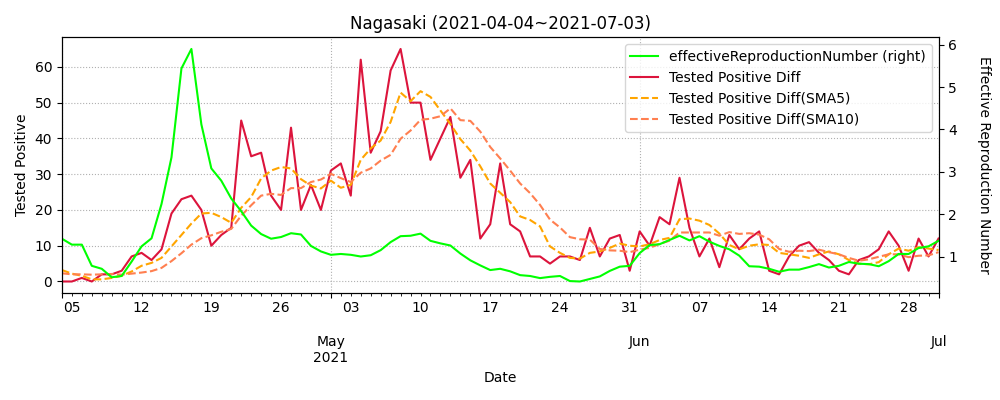 Nagasaki (2021-04-04~2021-07-03)
effectiveReproductionNumber (right)
Tested Positive Diff
Tested Positive Diff(SMA5)
Tested Positive Diff(SMA10)
Tested Positive
60
50
40
30
20
10
0
Effective Reproduction Number
6
5
4
3
2
1
05 12 19 26 03 10 17 24 07 14 21 28
May Jun Jul
2021
Date